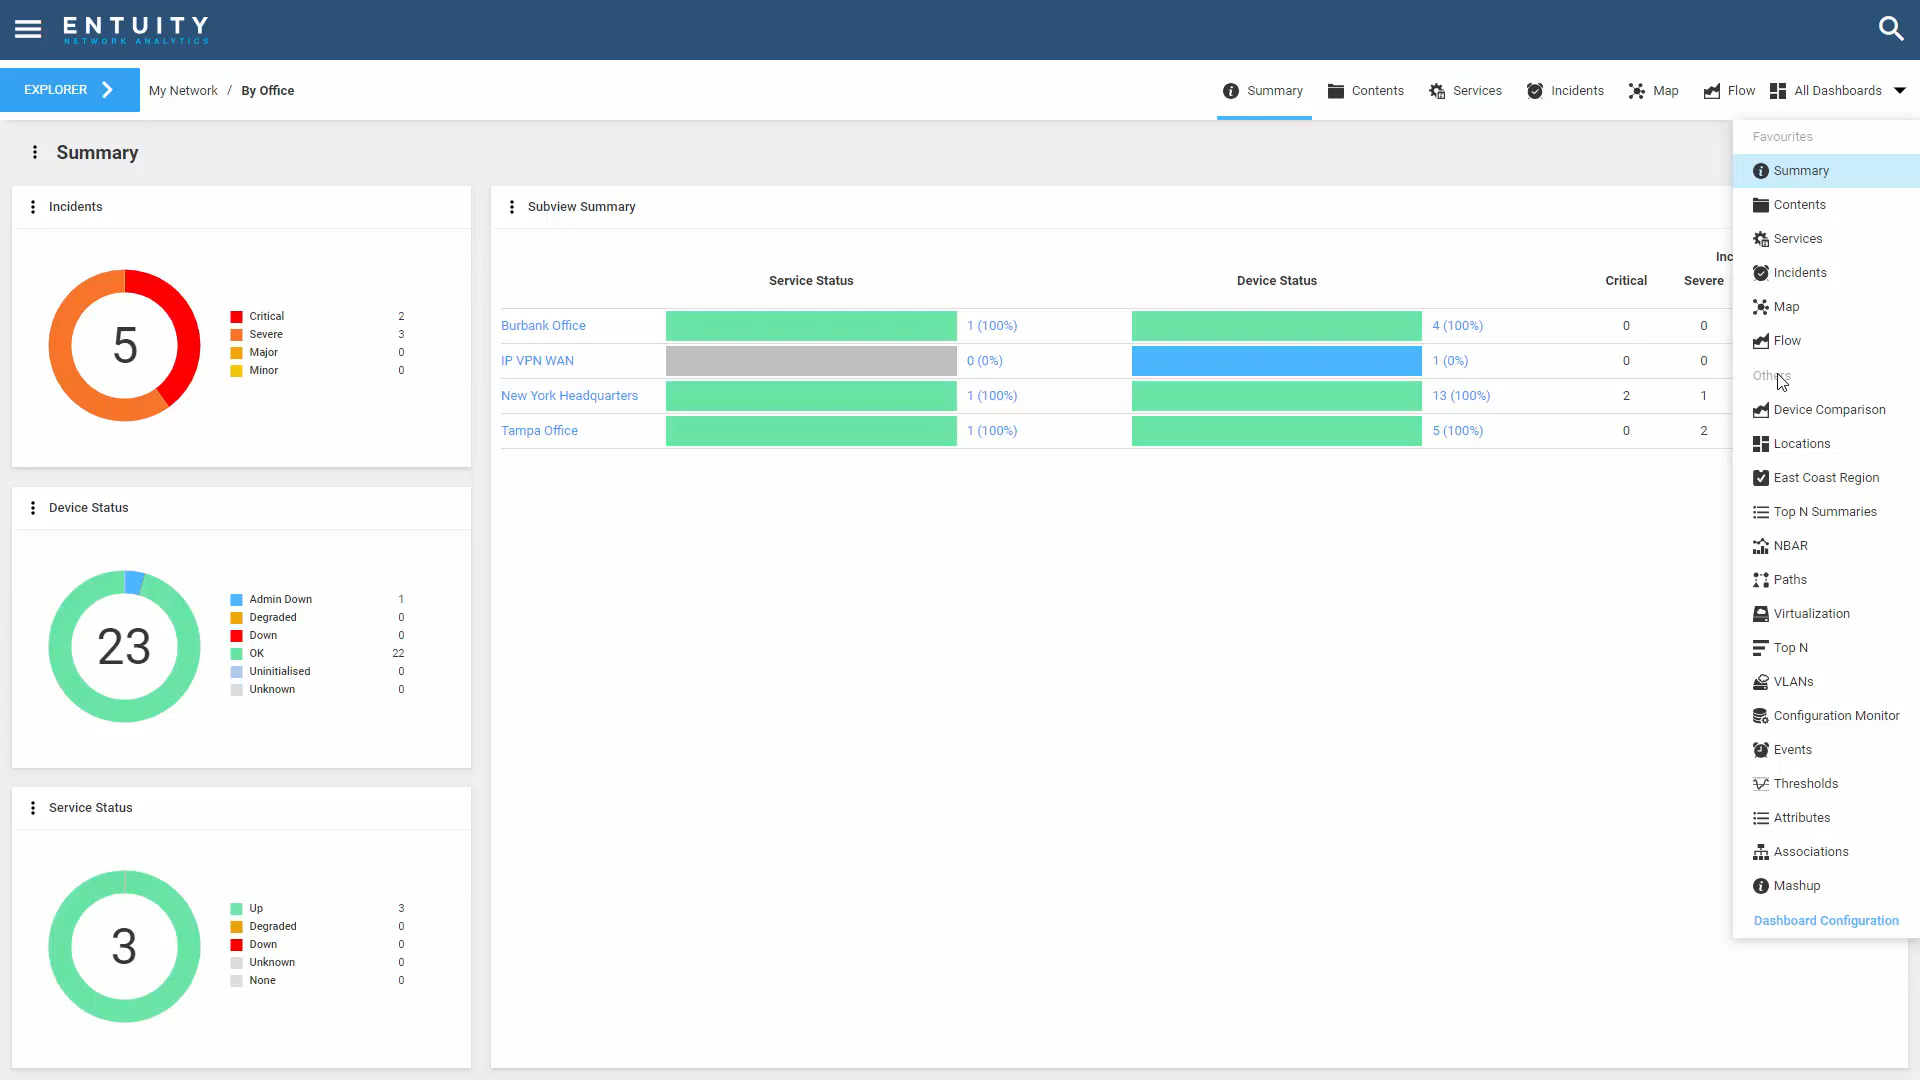 ENTUITY
NETWORK ANALYTICS
EXPLORER
My Network / By Office
Summary Contents Services Incidents Map Flow All Dashboards
Summary
Incidents
5
Critical 2
Severe 3
Major 0
Minor 0
Device Status
23
Admin Down 1
Degraded 0
Down 0
OK 22
Uninitialised 0
Unknown 0
Service Status
3
Up 3
Degraded 0
Down 0
Unknown 0
None 0
Subview Summary
Inc
Service Status Device Status Critical Severe
Burbank Office 1 (100%) 4 (100%) 0 0
IP VPN WAN 0 (0%) 1 (0%) 0 0
New York Headquarters 1 (100%) 13 (100%) 2 1
Tampa Office 1 (100%) 5 (100%) 0 2
Favourites
Summary
Contents
Services
Incidents
Map
Flow
Others
Device Comparison
Locations
East Coast Region
Top N Summaries
NBAR
Paths
Virtualization
Top N
VLANs
Configuration Monitor
Events
Thresholds
Attributes
Associations
Mashup
Dashboard Configuration